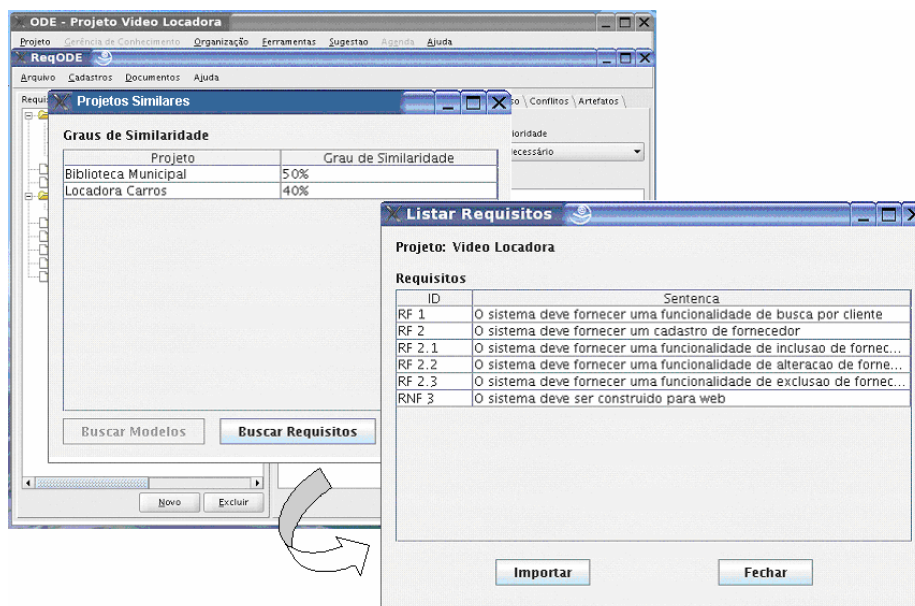 ODE - Projeto Video Locadora
Projeto Gerência de Conhecimento Organização Ferramentas Sugestao Agenda Ajuda
ReqODE
Arquivo Cadastros Documentos Ajuda
Projetos Similares
Conflitos Artefatos
Graus de Similaridade
Projeto Grau de Similaridade
Biblioteca Municipal 50%
Locadora Carros 40%
Buscar Modelos Buscar Requisitos
Novo Excluir
Listar Requisitos
Projeto: Video Locadora
Requisitos
ID Sentenca
RF 1 O sistema deve fornecer uma funcionalidade de busca por cliente
RF 2 O sistema deve fornecer um cadastro de fornecedor
RF 2.1 O sistema deve fornecer uma funcionalidade de inclusao de fornec...
RF 2.2 O sistema deve fornecer uma funcionalidade de alteracao de forne...
RF 2.3 O sistema deve fornecer uma funcionalidade de exclusao de fornec...
RNF 3 O sistema deve ser construido para web
Importar Fechar